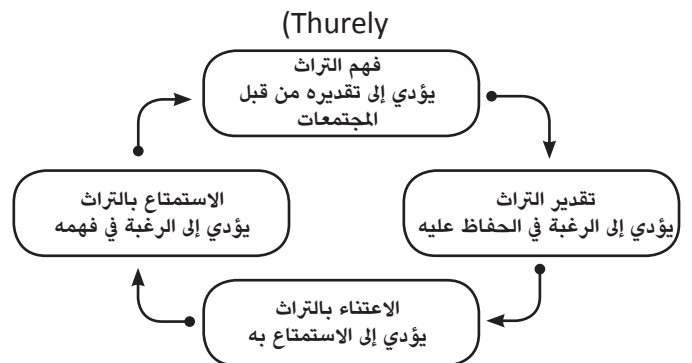 (Thurely
فهم التراث
يؤدي إلى تقديره من قبل
المجتمعات
تقدير التراث
يؤدي إلى الرغبة في الحفاظ عليه
الاعتناء بالتراث
يؤدي إلى الاستمتاع به
الاستمتاع بالتراث
يؤدي إلى الرغبة في فهمه